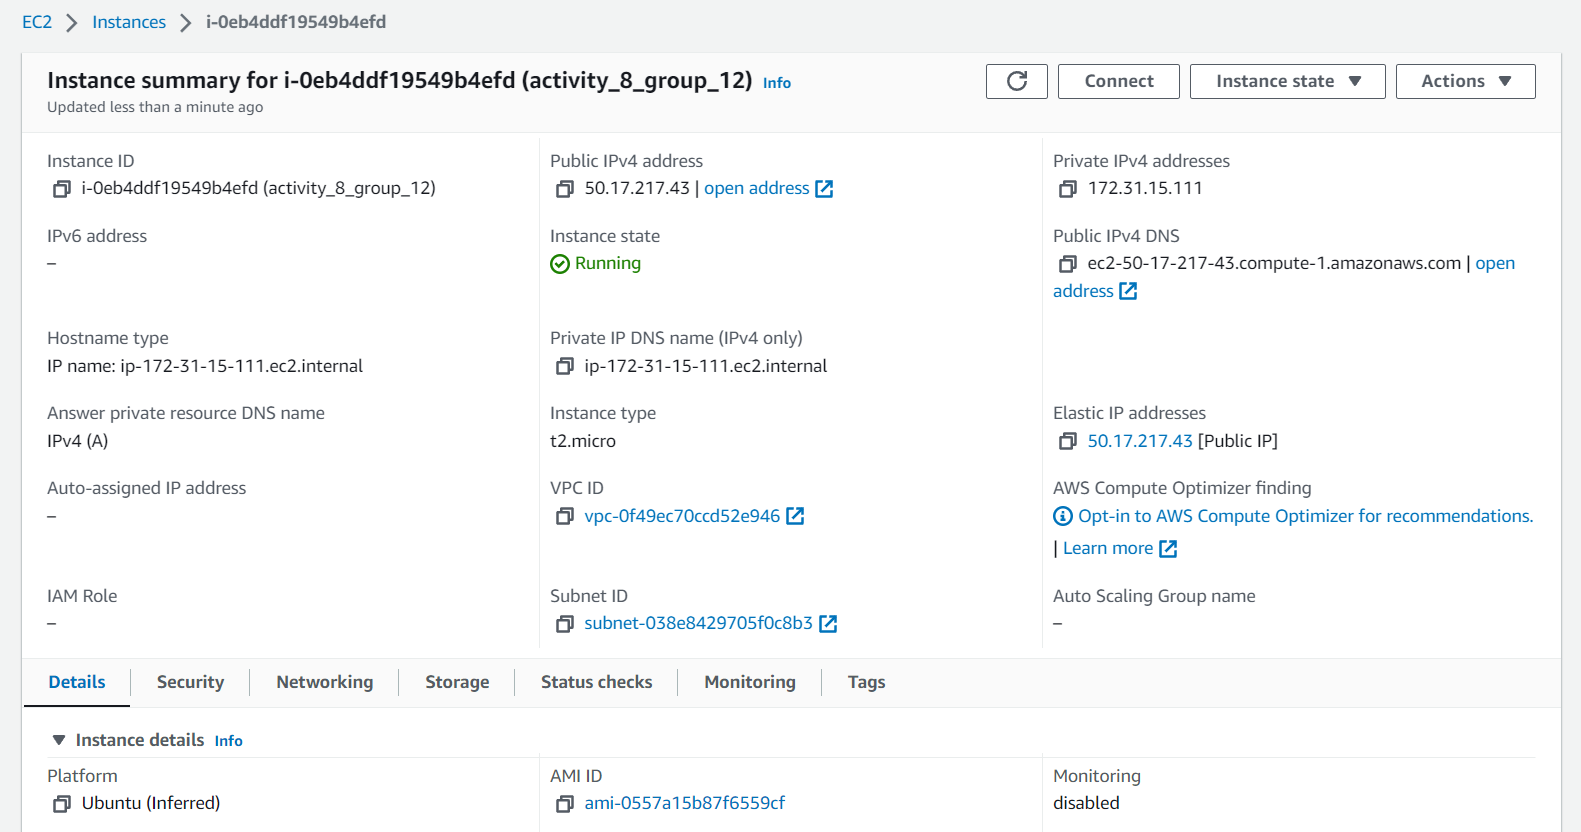 EC2 > Instances > i-0eb4ddf19549b4efd
Instance summary for i-0eb4ddf19549b4efd (activity_8_group_12) Info
Updated less than a minute ago
Connect
Instance state
Actions
Instance ID
i-0eb4ddf19549b4efd (activity_8_group_12)
Public IPv4 address
50.17.217.43 | open address
Private IPv4 addresses
172.31.15.111
IPv6 address
–
Instance state
Running
Public IPv4 DNS
ec2-50-17-217-43.compute-1.amazonaws.com | open
address
Hostname type
IP name: ip-172-31-15-111.ec2.internal
Private IP DNS name (IPv4 only)
ip-172-31-15-111.ec2.internal
Answer private resource DNS name
IPv4 (A)
Instance type
t2.micro
Elastic IP addresses
50.17.217.43 [Public IP]
Auto-assigned IP address
–
VPC ID
vpc-0f49ec70ccd52e946
AWS Compute Optimizer finding
Opt-in to AWS Compute Optimizer for recommendations.
| Learn more
IAM Role
–
Subnet ID
subnet-038e8429705f0c8b3
Auto Scaling Group name
–
Details
Security
Networking
Storage
Status checks
Monitoring
Tags
Instance details Info
Platform
Ubuntu (Inferred)
AMI ID
ami-0557a15b87f6559cf
Monitoring
disabled